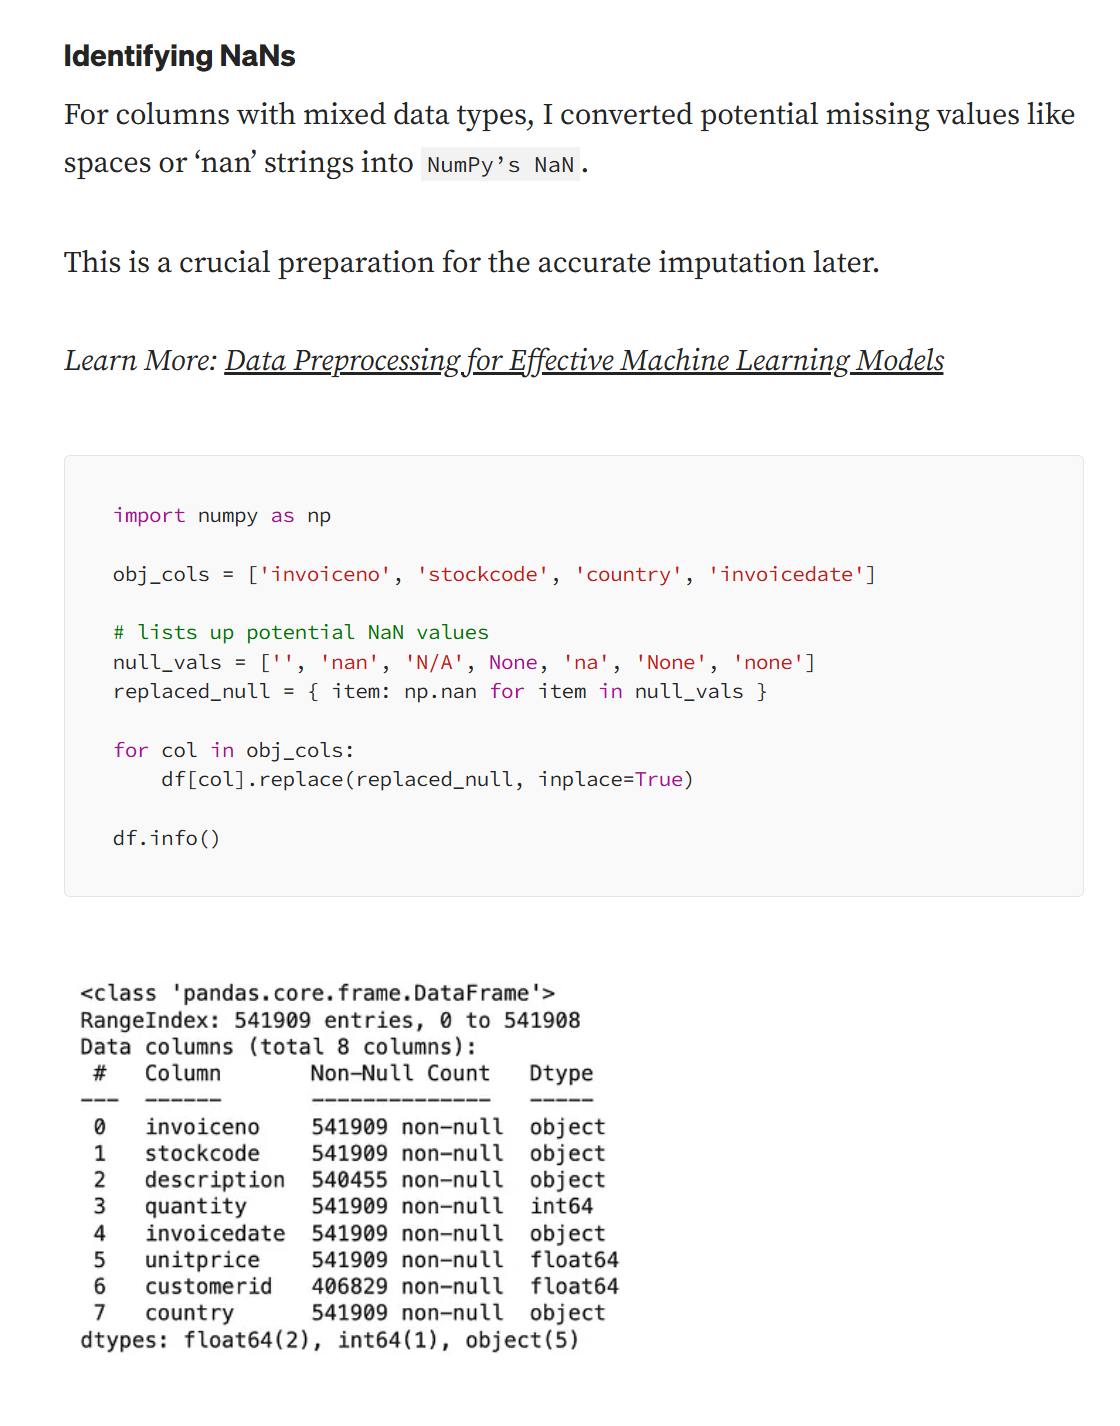 Identifying NaNs
For columns with mixed data types, I converted potential missing values like
spaces or ‘nan’ strings into NumPy’s NaN.
This is a crucial preparation for the accurate imputation later.
Learn More: Data Preprocessing for Effective Machine Learning Models
import numpy as np
obj_cols = ['invoiceno', 'stockcode', 'country', 'invoicedate']
# lists up potential NaN values
null_vals = ['', 'nan', 'N/A', None, 'na', 'None', 'none']
replaced_null = { item: np.nan for item in null_vals }
for col in obj_cols:
    df[col].replace(replaced_null, inplace=True)
df.info()
<class 'pandas.core.frame.DataFrame'>
RangeIndex: 541909 entries, 0 to 541908
Data columns (total 8 columns):
 #   Column       Non-Null Count   Dtype
---  ------       --------------   -----
 0   invoiceno    541909 non-null  object
 1   stockcode    541909 non-null  object
 2   description  540455 non-null  object
 3   quantity     541909 non-null  int64
 4   invoicedate  541909 non-null  object
 5   unitprice    541909 non-null  float64
 6   customerid   406829 non-null  float64
 7   country      541909 non-null  object
dtypes: float64(2), int64(1), object(5)